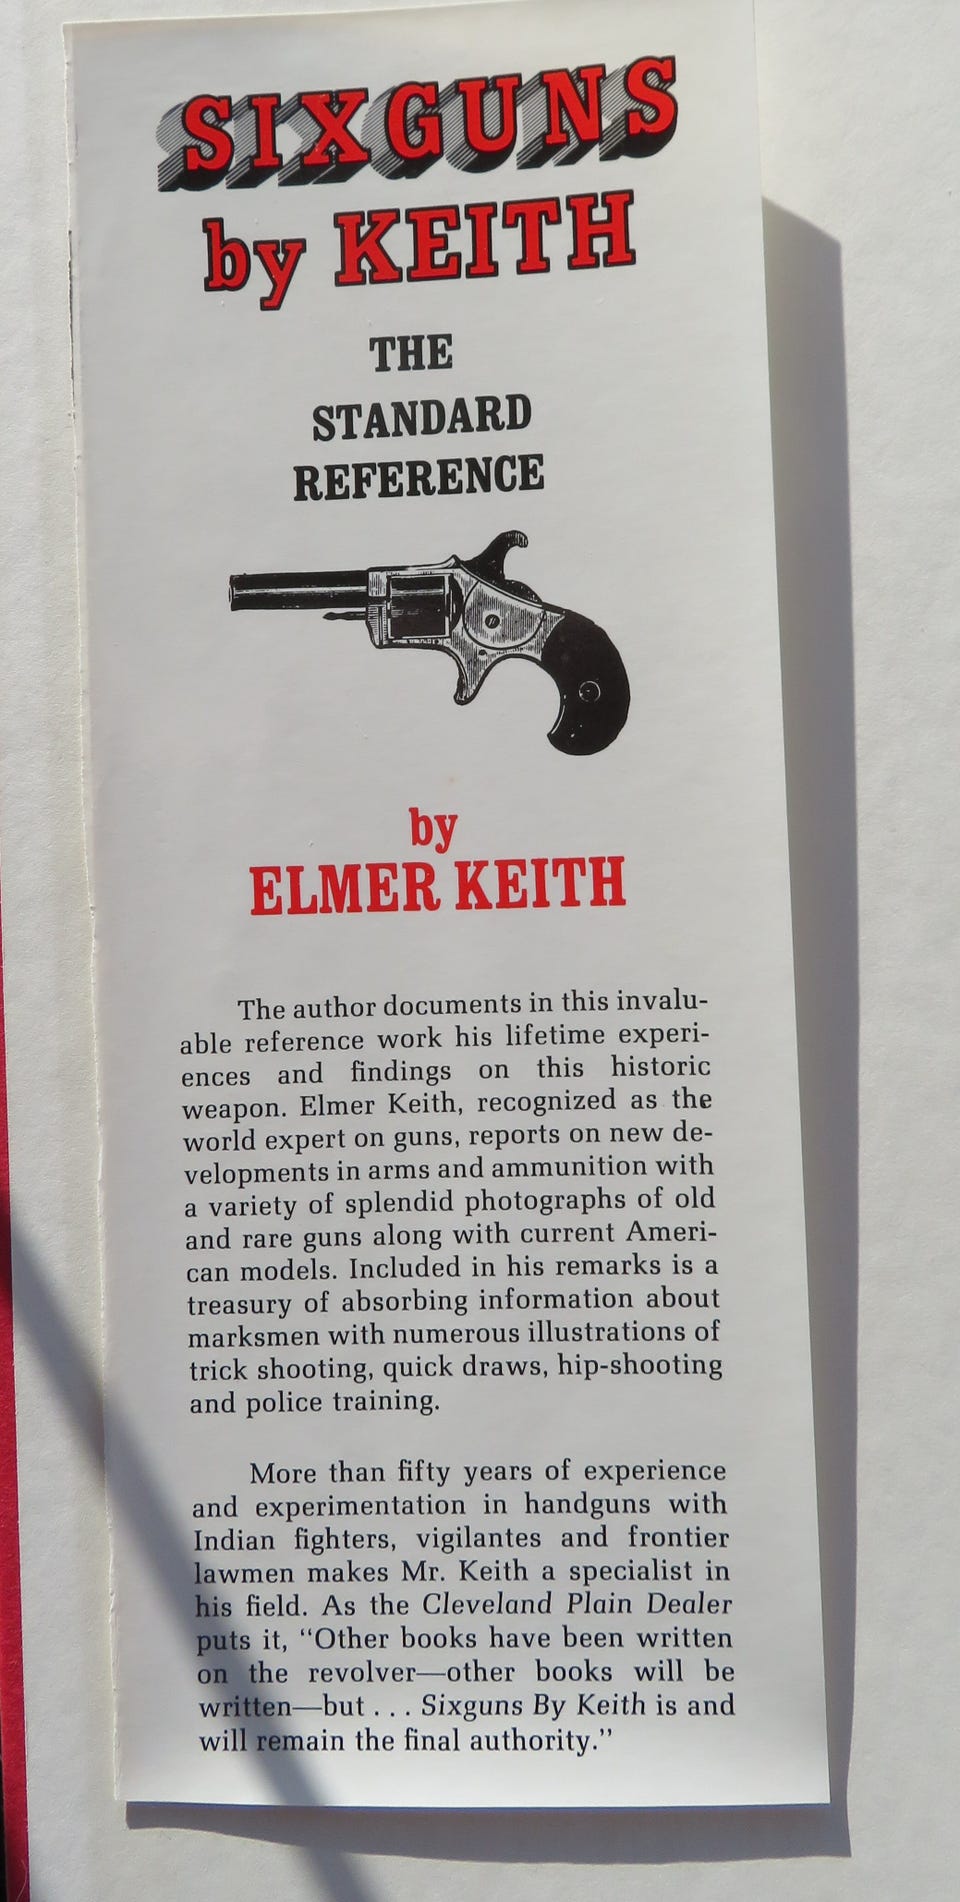 SIXGUNS
by KEITH
THE
STANDARD
REFERENCE
by
ELMER KEITH
The author documents in this invalu-
able reference work his lifetime experi-
ences and findings on this historic
weapon. Elmer Keith, recognized as the
world expert on guns, reports on new de-
velopments in arms and ammunition with
a variety of splendid photographs of old
and rare guns along with current Ameri-
can models. Included in his remarks is a
treasury of absorbing information about
marksmen with numerous illustrations of
trick shooting, quick draws, hip-shooting
and police training.
More than fifty years of experience
and experimentation in handguns with
Indian fighters, vigilantes and frontier
lawmen makes Mr. Keith a specialist in
his field. As the Cleveland Plain Dealer
puts it, “Other books have been written
on the revolver—other books will be
written—but . . . Sixguns By Keith is and
will remain the final authority.”